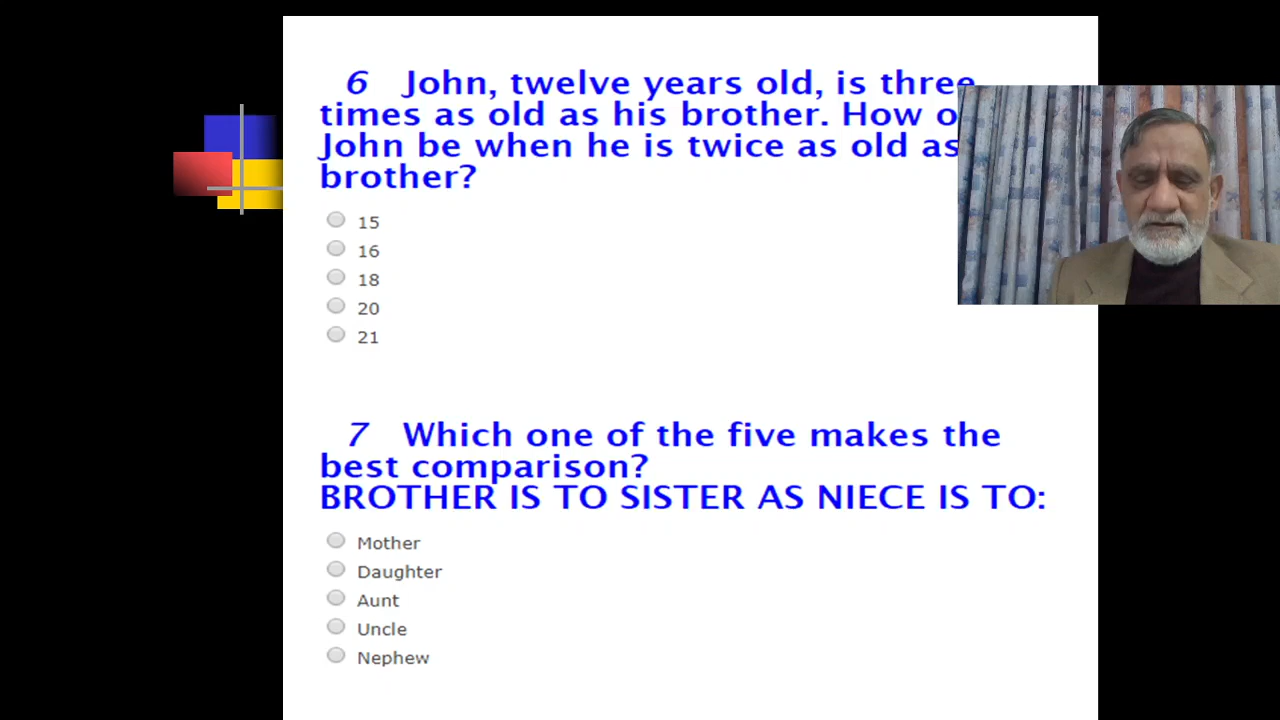 6 John, twelve years old, is three
times as old as his brother. How
John be when he is twice as old as
brother?
15
16
18
20
21
7 Which one of the five makes the
best comparison?
BROTHER IS TO SISTER AS NIECE IS TO:
Mother
Daughter
Aunt
Uncle
Nephew